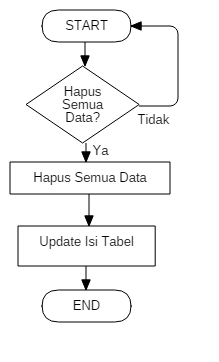 START
Hapus
Semua
Data?
Tidak
Ya
Hapus Semua Data
Update Isi Tabel
END